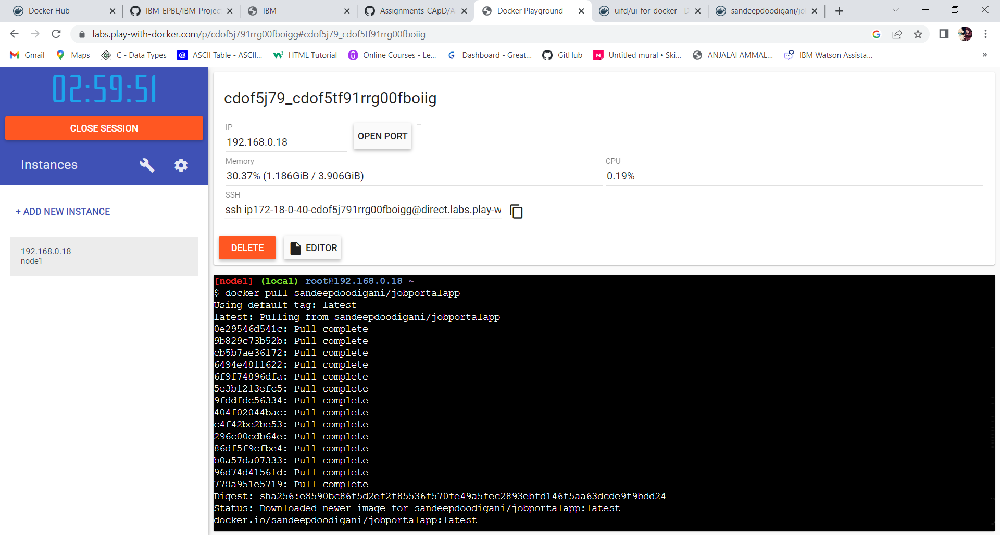 Docker Hub
IBM-EPBL/IBM-Project
IBM
Assignments-CApD/A
Docker Playground
uifd/ui-for-docker - D
sandeepdoodigani/jo
labs.play-with-docker.com/p/cdof5j791rrg00fboigg#cdof5j79_cdof5tf91rrg00fboiig
Gmail
Maps
C - Data Types
ASCII Table - ASCII...
HTML Tutorial
Online Courses - Le...
Dashboard - Great...
GitHub
Untitled mural • Ski...
ANJALAI AMMAL...
IBM Watson Assista...
»
02:59:51
CLOSE SESSION
Instances
+ ADD NEW INSTANCE
192.168.0.18
node1
cdof5j79_cdof5tf91rrg00fboiig
IP
192.168.0.18
OPEN PORT
Memory
30.37% (1.186GiB / 3.906GiB)
CPU
0.19%
SSH
ssh ip172-18-0-40-cdof5j791rrg00fboigg@direct.labs.play-w
DELETE
EDITOR
[node1] (local) root@192.168.0.18 ~
$ docker pull sandeepdoodigani/jobportalapp
Using default tag: latest
latest: Pulling from sandeepdoodigani/jobportalapp
0e29546d541c: Pull complete
9b829c73b52b: Pull complete
cb5b7ae36172: Pull complete
6494e4811622: Pull complete
6f9f74896dfa: Pull complete
5e3b1213efc5: Pull complete
9fddfdc56334: Pull complete
404f02044bac: Pull complete
c4f42be2be53: Pull complete
296c00cdb64e: Pull complete
86df5f9cfbe4: Pull complete
b0a57da07333: Pull complete
96d74d4156fd: Pull complete
778a951e5719: Pull complete
Digest: sha256:e8590bc86f5d2ef2f85536f570fe49a5fec2893ebfd146f5aa63dcde9f9bdd24
Status: Downloaded newer image for sandeepdoodigani/jobportalapp:latest
docker.io/sandeepdoodigani/jobportalapp:latest